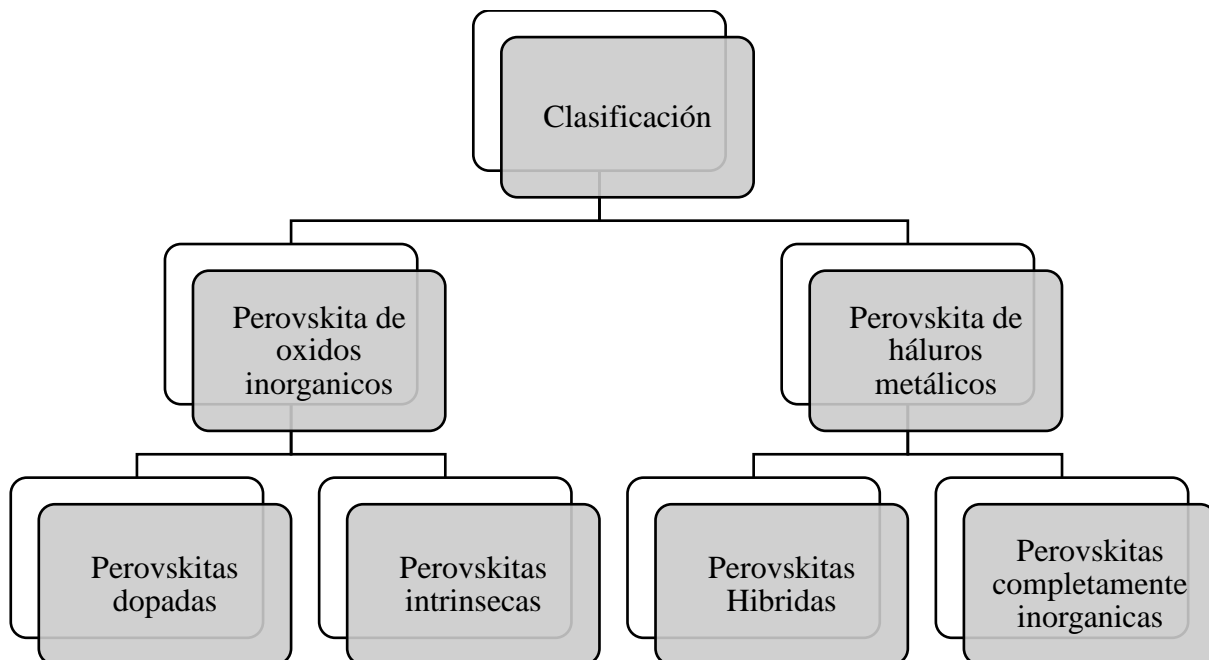 Clasificación
Perovskita de
oxidos
inorganicos
Perovskita de
háluros
metálicos
Perovskitas
dopadas
Perovskitas
intrinsecas
Perovskitas
Hibridas
Perovskitas
completamente
inorganicas